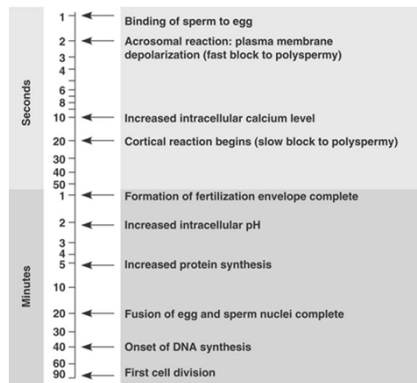 Seconds
1 Binding of sperm to egg
2 Acrosomal reaction: plasma membrane
depolarization (fast block to polyspermy)
3
4
6
8
10 Increased intracellular calcium level
20 Cortical reaction begins (slow block to polyspermy)
30
40
50
Minutes
1 Formation of fertilization envelope complete
2 Increased intracellular pH
3
4
5 Increased protein synthesis
10
20 Fusion of egg and sperm nuclei complete
30
40 Onset of DNA synthesis
60
90 First cell division